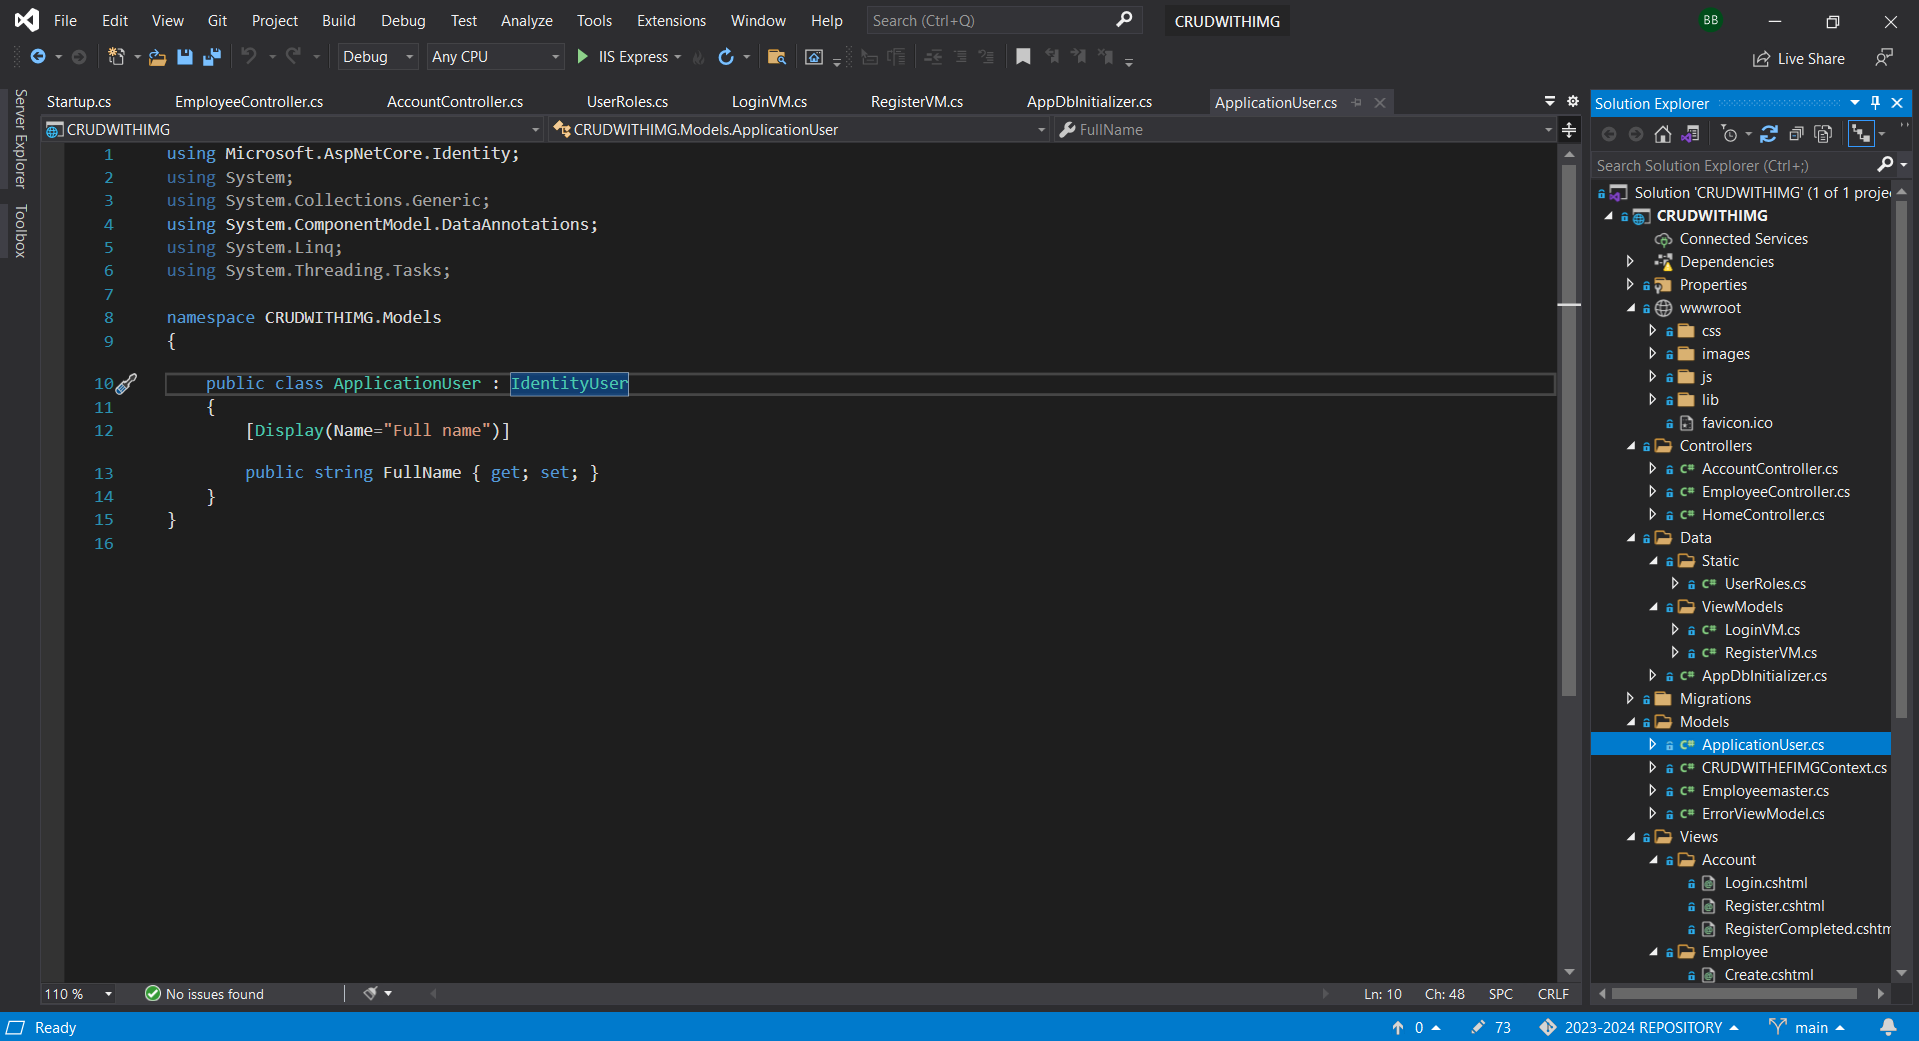 File Edit View Git Project Build Debug Test Analyze Tools Extensions Window Help Search (Ctrl+Q) CRUDWITHIMG BB
Debug Any CPU IIS Express Live Share
Server Explorer
Toolbox
Startup.cs EmployeeController.cs AccountController.cs UserRoles.cs LoginVM.cs RegisterVM.cs AppDbInitializer.cs ApplicationUser.cs
CRUDWITHIMG CRUDWITHIMG.Models.ApplicationUser FullName
1 using Microsoft.AspNetCore.Identity;
2 using System;
3 using System.Collections.Generic;
4 using System.ComponentModel.DataAnnotations;
5 using System.Linq;
6 using System.Threading.Tasks;
7
8 namespace CRUDWITHIMG.Models
9 {
10 public class ApplicationUser : IdentityUser
11 {
12 [Display(Name="Full name")]
13 public string FullName { get; set; }
14 }
15 }
16
110 % No issues found Ln: 10 Ch: 48 SPC CRLF
Solution Explorer
Search Solution Explorer (Ctrl+;)
Solution 'CRUDWITHIMG' (1 of 1 proje
CRUDWITHIMG
Connected Services
Dependencies
Properties
wwwroot
css
images
js
lib
favicon.ico
Controllers
C# AccountController.cs
C# EmployeeController.cs
C# HomeController.cs
Data
Static
C# UserRoles.cs
ViewModels
C# LoginVM.cs
C# RegisterVM.cs
C# AppDbInitializer.cs
Migrations
Models
C# ApplicationUser.cs
C# CRUDWITHEFIMGContext.cs
C# Employeemaster.cs
C# ErrorViewModel.cs
Views
Account
Login.cshtml
Register.cshtml
RegisterCompleted.cshtm
Employee
Create.cshtml
Ready 0 73 2023-2024 REPOSITORY main